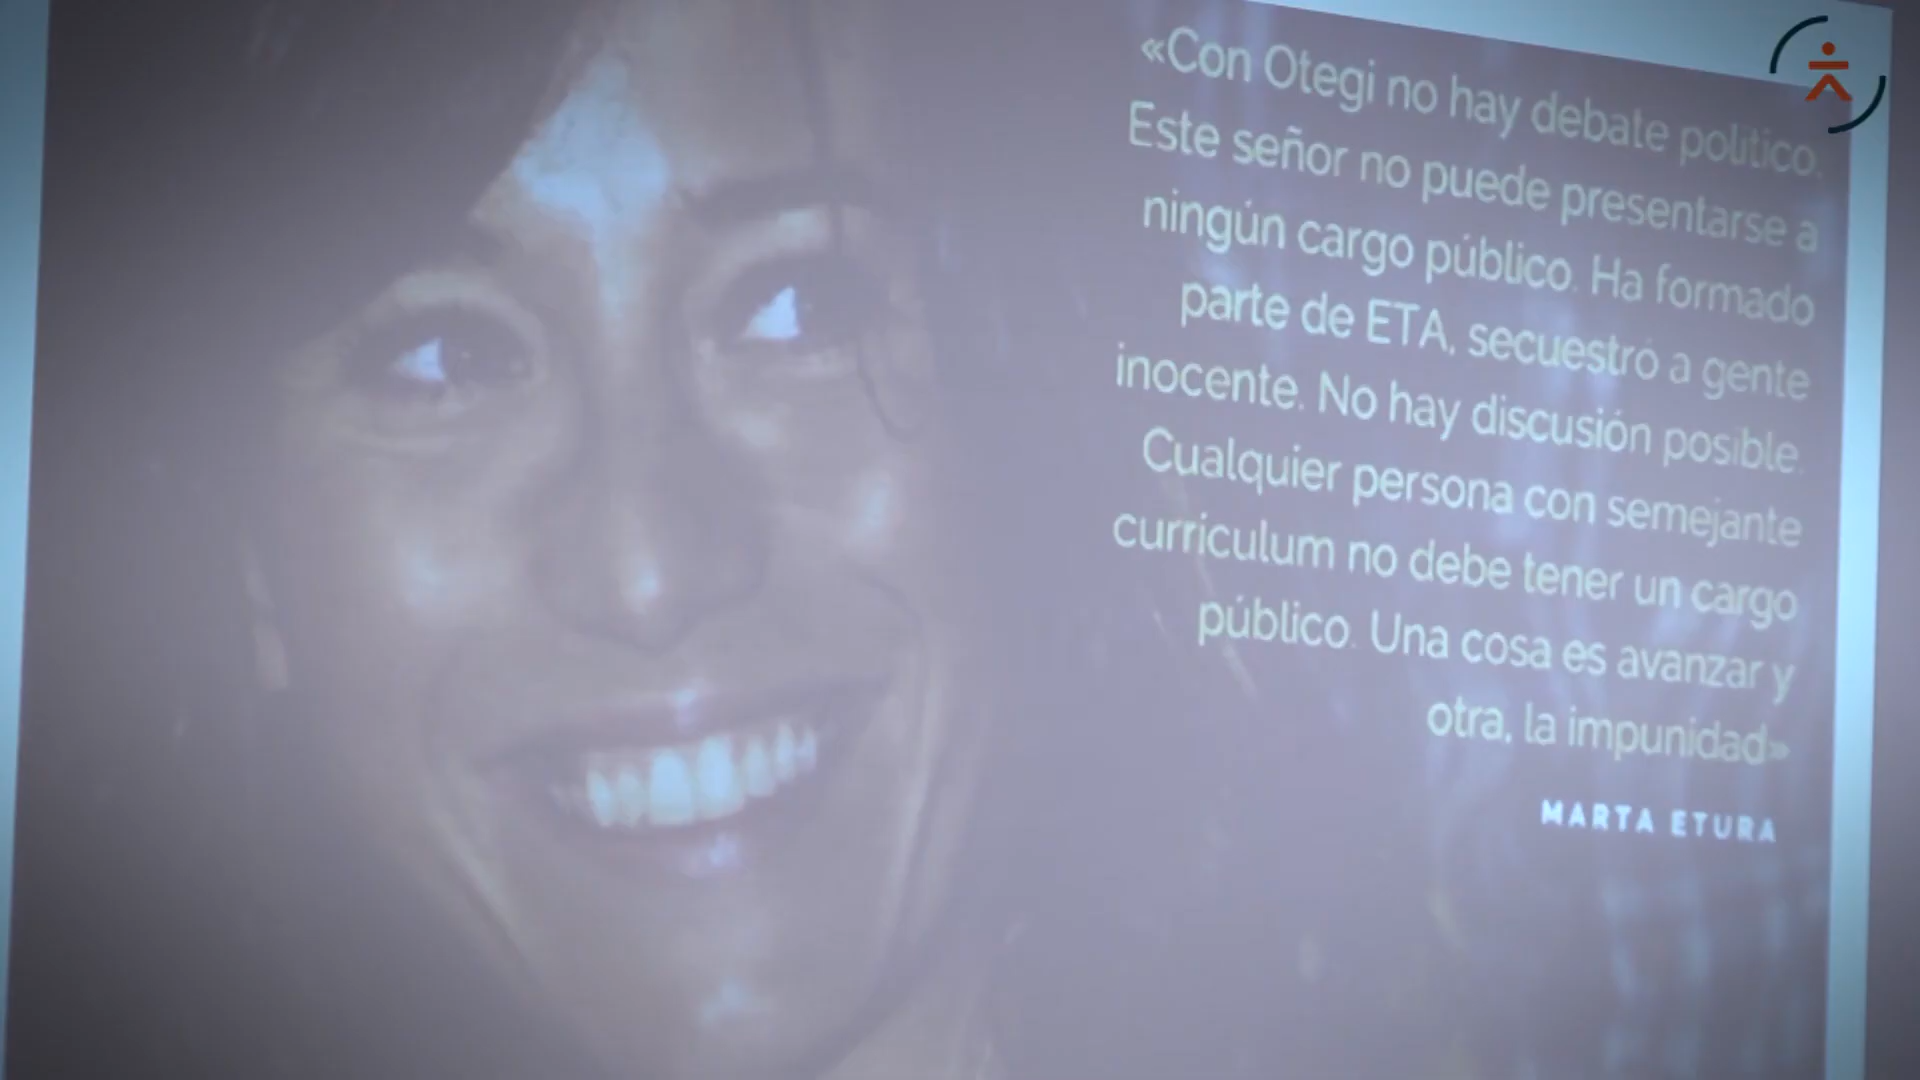 «Con Otegi no hay debate político.
Este señor no puede presentarse a
ningún cargo público. Ha formado
parte de ETA, secuestró a gente
inocente. No hay discusión posible.
Cualquier persona con semejante
curriculum no debe tener un cargo
público. Una cosa es avanzar y
otra, la impunidad»
MARTA ETURA